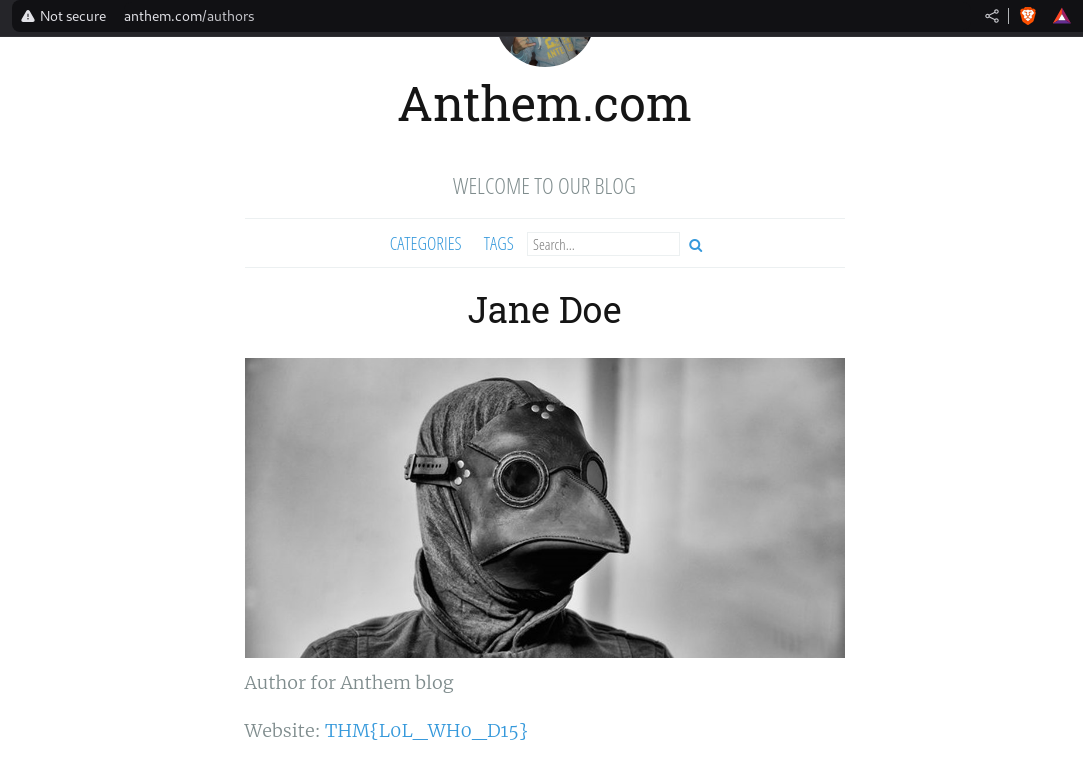 Not secure anthem.com/authors
Anthem.com
WELCOME TO OUR BLOG
CATEGORIES TAGS Search...
Jane Doe
Author for Anthem blog
Website: THM{L0L_WH0_D15}